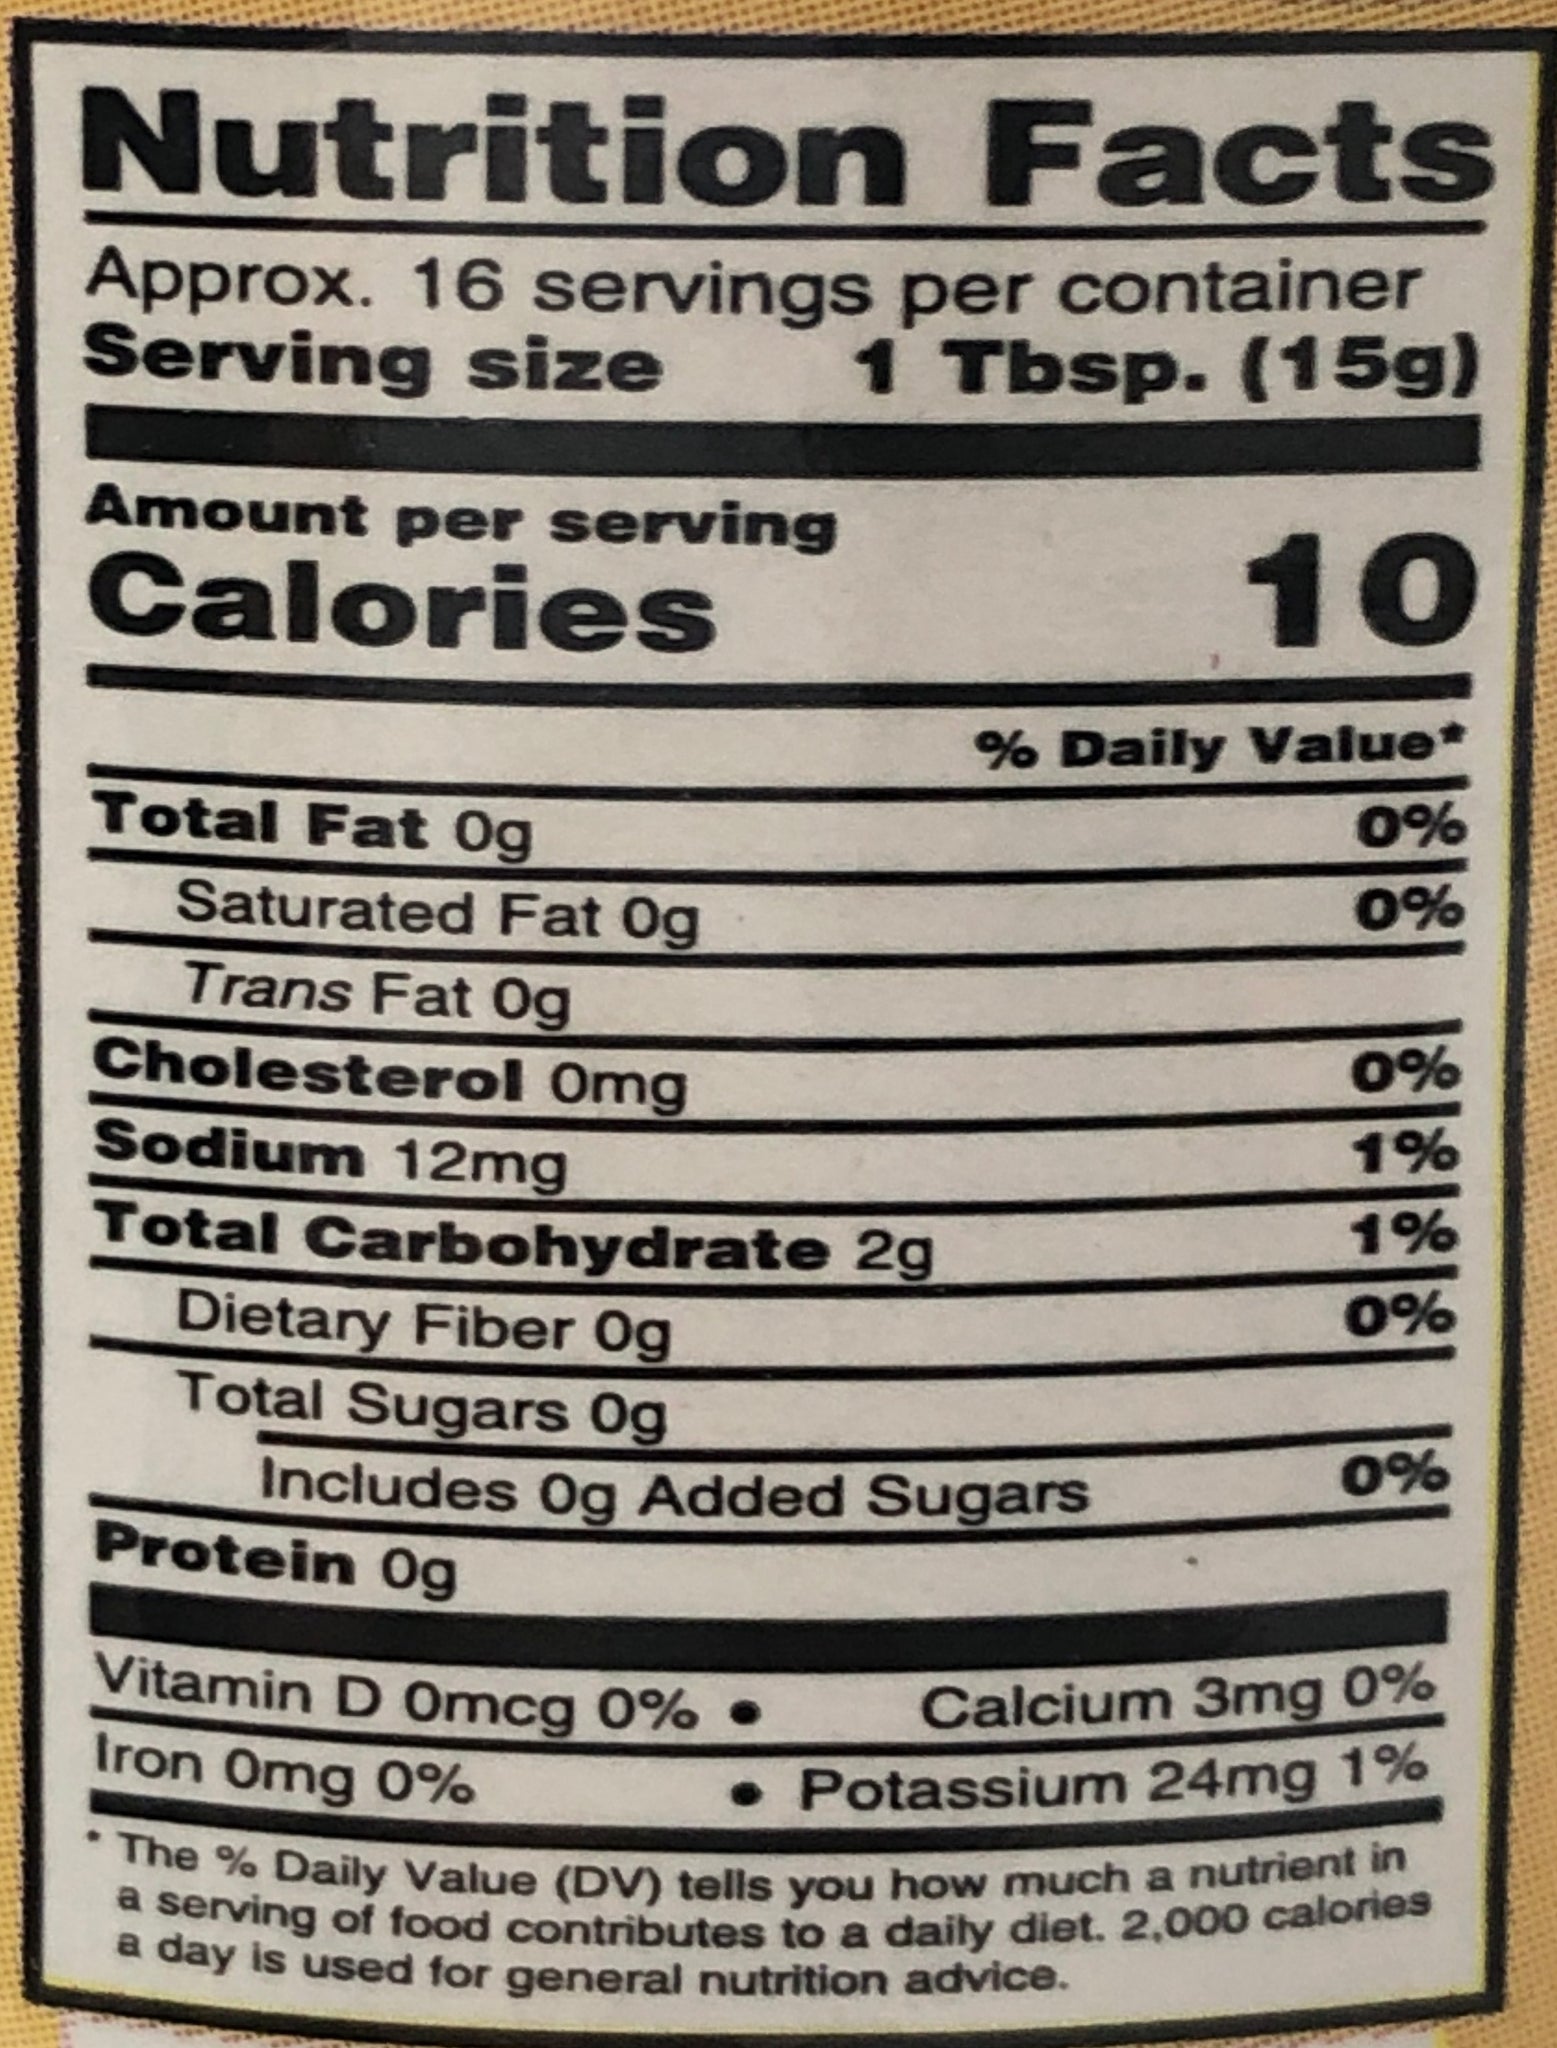 Nutrition Facts
Approx. 16 servings per container
Serving size 1 Tbsp. (15g)
Amount per serving
Calories 10
% Daily Value*
Total Fat 0g 0%
Saturated Fat 0g 0%
Trans Fat 0g
Cholesterol 0mg 0%
Sodium 12mg 1%
Total Carbohydrate 2g 1%
Dietary Fiber 0g 0%
Total Sugars 0g
Includes 0g Added Sugars 0%
Protein 0g
Vitamin D 0mcg 0% • Calcium 3mg 0%
Iron 0mg 0% • Potassium 24mg 1%
* The % Daily Value (DV) tells you how much a nutrient in
a serving of food contributes to a daily diet. 2,000 calories
a day is used for general nutrition advice.